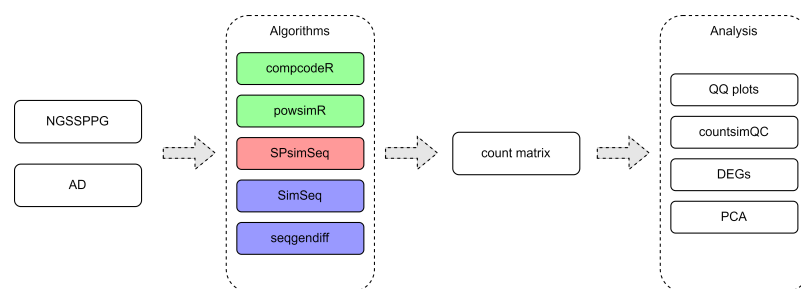 NGSSPPG
AD
Algorithms
compcodeR
powsimR
SPsimSeq
SimSeq
seqgendiff
count matrix
Analysis
QQ plots
countsimQC
DEGs
PCA